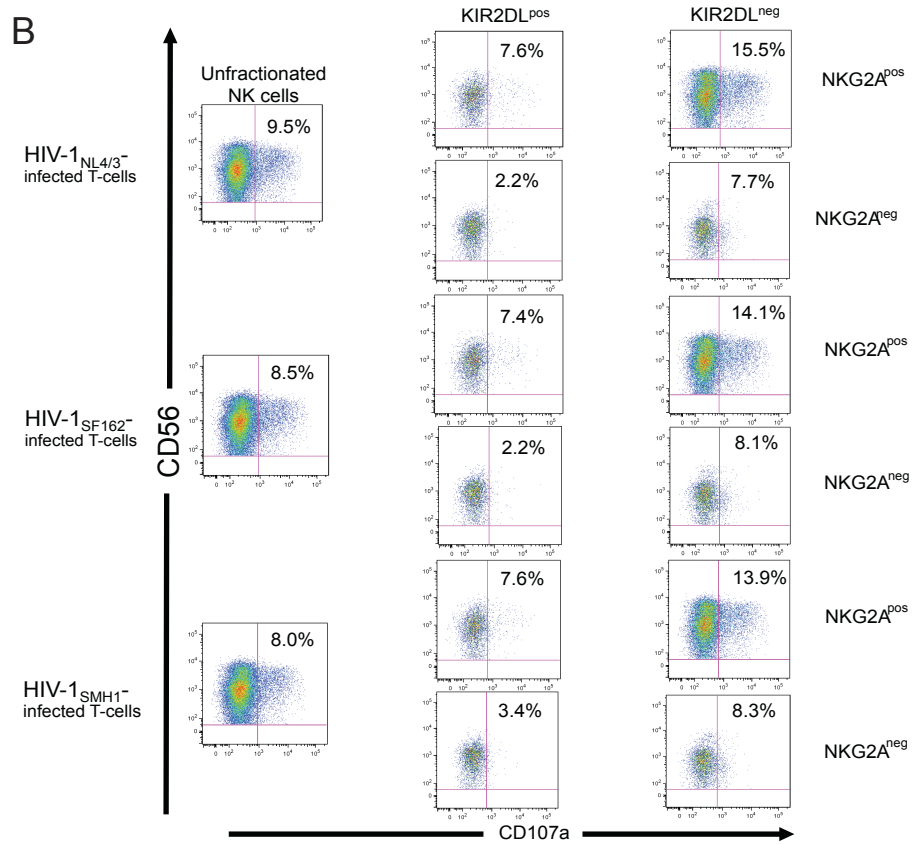 B
KIR2DLpos
KIR2DLneg
Unfractionated
NK cells
HIV-1NL4/3-
infected T-cells
9.5%
7.6%
15.5%
NKG2Apos
2.2%
7.7%
NKG2Aneg
HIV-1SF162-
infected T-cells
8.5%
7.4%
14.1%
NKG2Apos
2.2%
8.1%
NKG2Aneg
HIV-1SMH1-
infected T-cells
8.0%
7.6%
13.9%
NKG2Apos
3.4%
8.3%
NKG2Aneg
CD56
CD107a